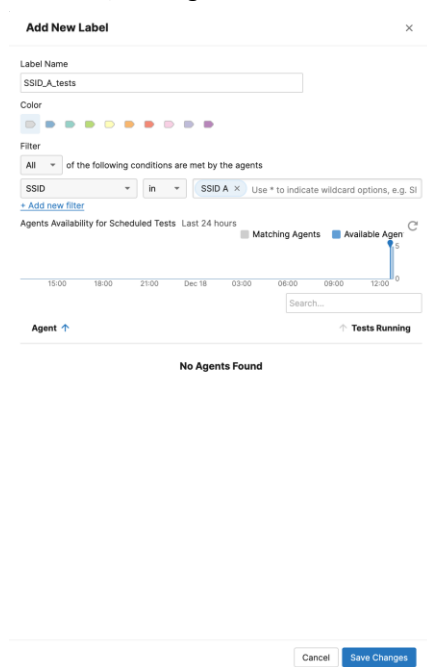 Add New Label ×
Label Name
SSID_A_tests
Color
Filter
All of the following conditions are met by the agents
SSID in SSID A × Use * to indicate wildcard options, e.g. SI
+ Add new filter
Agents Availability for Scheduled Tests Last 24 hours
Matching Agents Available Agen
5
0
15:00 18:00 21:00 Dec 18 03:00 06:00 09:00 12:00
Search...
Agent ↑ ↑ Tests Running
No Agents Found
Cancel Save Changes